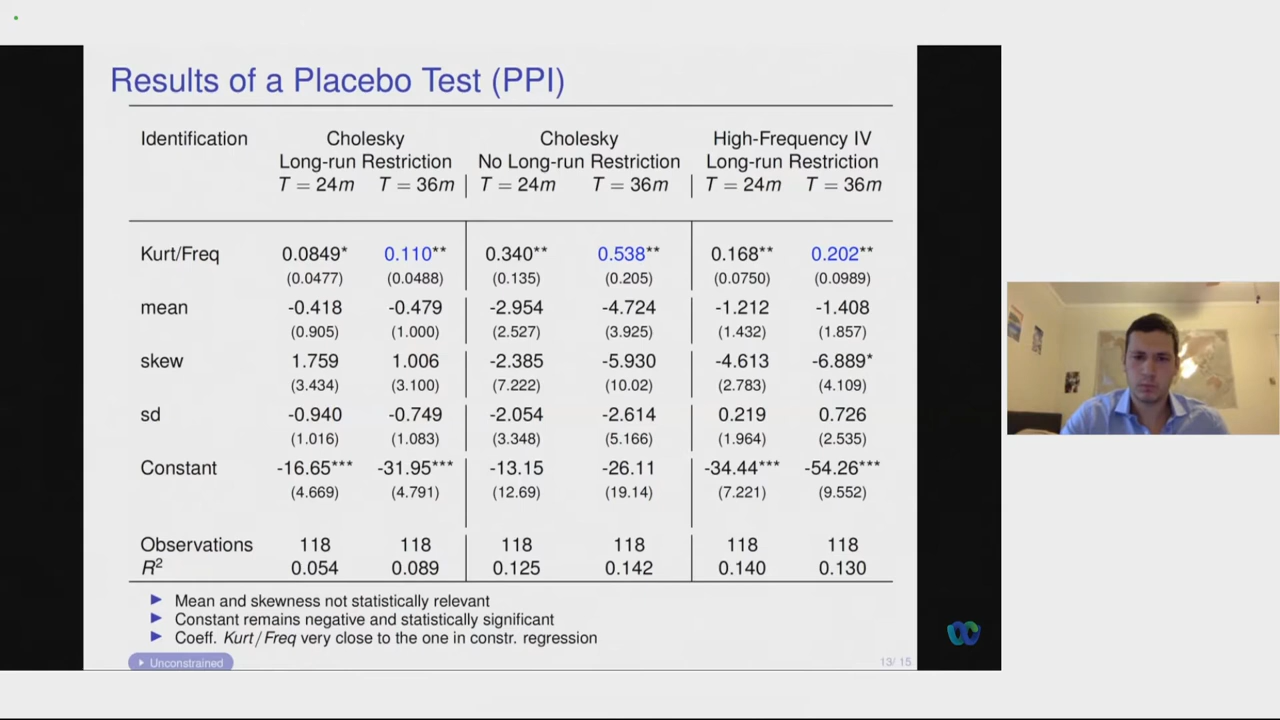 Results of a Placebo Test (PPI)
Identification Cholesky Cholesky High-Frequency IV
Long-run Restriction No Long-run Restriction Long-run Restriction
T = 24m T = 36m T = 24m T = 36m T = 24m T = 36m
Kurt/Freq 0.0849* 0.110** 0.340** 0.538** 0.168** 0.202**
(0.0477) (0.0488) (0.135) (0.205) (0.0750) (0.0989)
mean -0.418 -0.479 -2.954 -4.724 -1.212 -1.408
(0.905) (1.000) (2.527) (3.925) (1.432) (1.857)
skew 1.759 1.006 -2.385 -5.930 -4.613 -6.889*
(3.434) (3.100) (7.222) (10.02) (2.783) (4.109)
sd -0.940 -0.749 -2.054 -2.614 0.219 0.726
(1.016) (1.083) (3.348) (5.166) (1.964) (2.535)
Constant -16.65*** -31.95*** -13.15 -26.11 -34.44*** -54.26***
(4.669) (4.791) (12.69) (19.14) (7.221) (9.552)
Observations 118 118 118 118 118 118
R² 0.054 0.089 0.125 0.142 0.140 0.130
Mean and skewness not statistically relevant
Constant remains negative and statistically significant
Coeff. Kurt/Freq very close to the one in constr. regression
Unconstrained
13/ 15